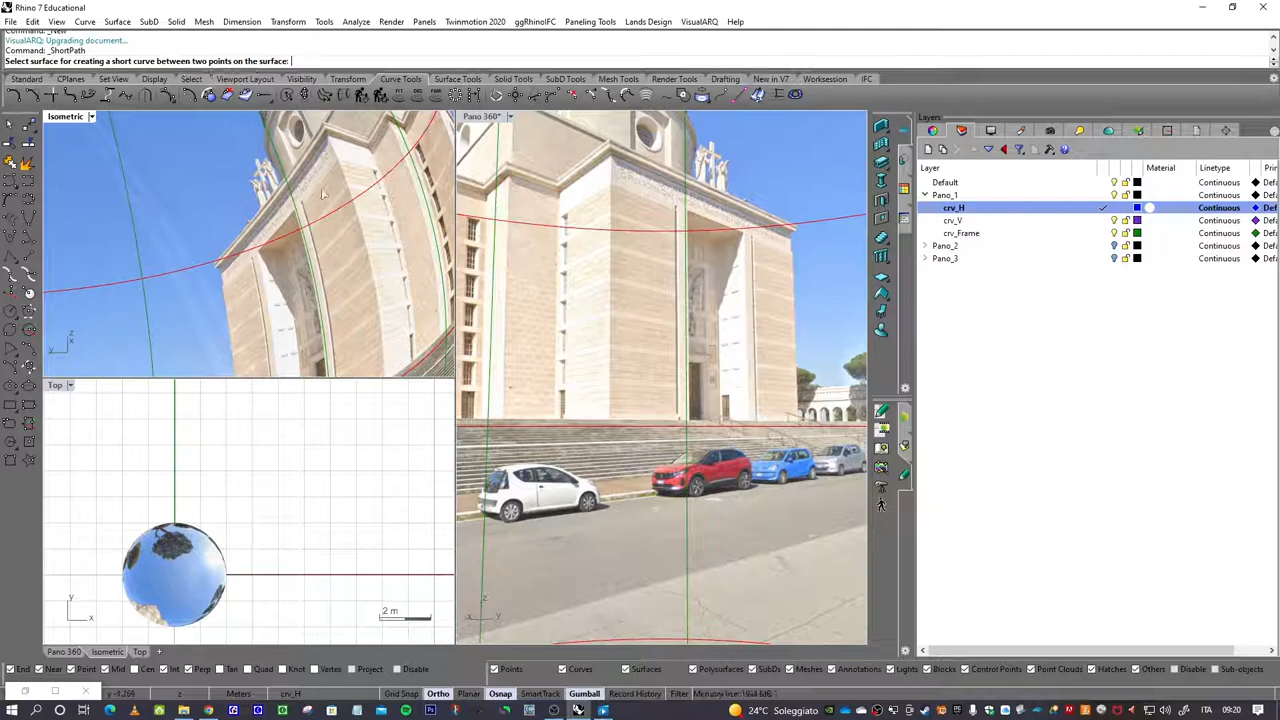 Rhino 7 Educational
File Edit View Curve Surface SubD Solid Mesh Dimension Transform Tools Analyze Render Panels Twinmotion 2020 ggRhinoIFC Paneling Tools Lands Design VisualARQ Help
Command: _New
VisualARQ: Upgrading document...
Command: _ShortPath
Select surface for creating a short curve between two points on the surface:
Standard CPlanes Set View Display Select Viewport Layout Visibility Transform Curve Tools Surface Tools Solid Tools SubD Tools Mesh Tools Render Tools Drafting New in V7 Worksession IFC
Isometric
Pano 360°
Layers
Layer Material Linetype
Default Continuous
Pano_1 Continuous
crv_H Continuous
crv_V Continuous
crv_Frame Continuous
Pano_2 Continuous
Pano_3 Continuous
z
x
y
Top
z
x y
y
x
2 m
Pano 360 Isometric Top
End Near Point Mid Cen Int Perp Tan Quad Knot Vertex Project Disable Points Curves Surfaces Polysurfaces SubDs Meshes Annotations Lights Blocks Control Points Point Clouds Hatches Others Disable Sub-objects
z Meters crv_H Grid Snap Ortho Planar Osnap SmartTrack Gumball Record History Filter
24°C Soleggiato ITA 09:20